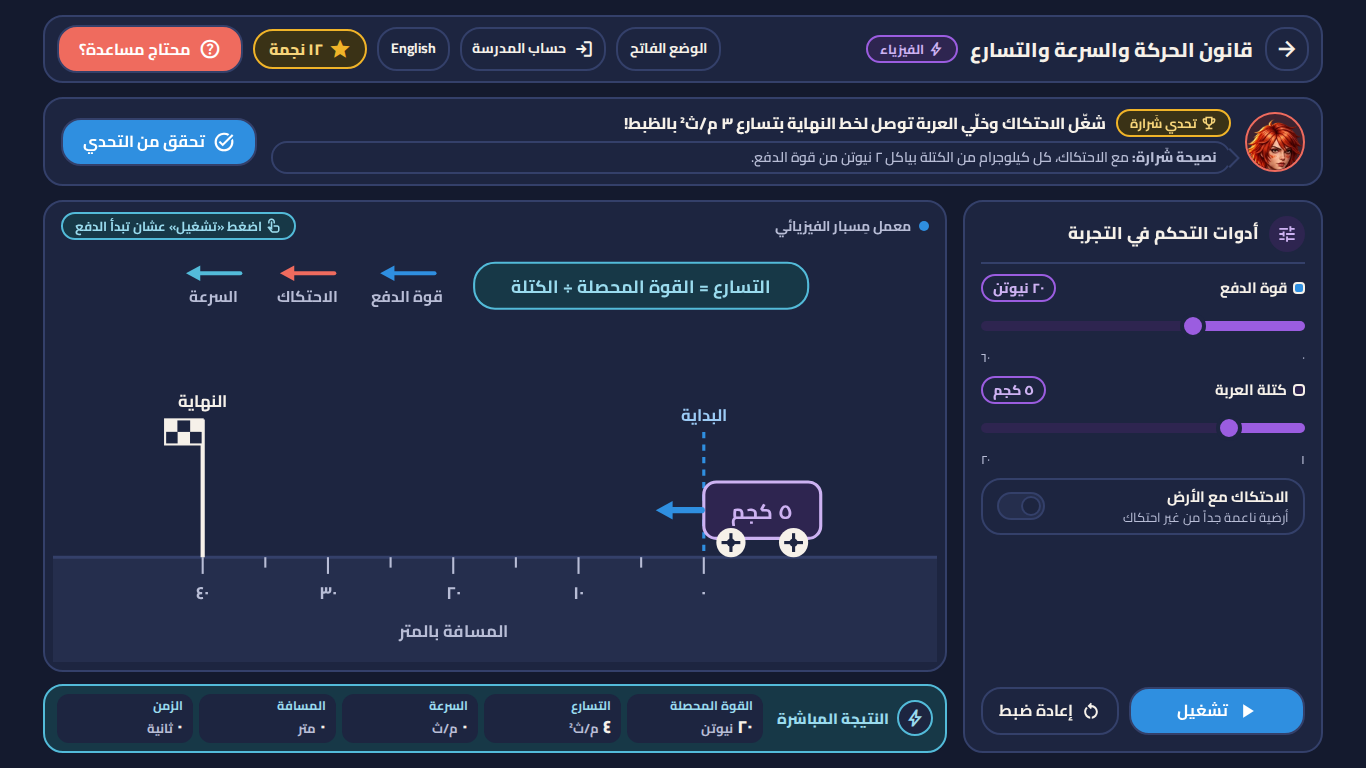 قانون الحركة والسرعة والتسارع
الفيزياء
الوضع الفاتح
حساب المدرسة
English
١٢ نجمة
محتاج مساعدة؟
تحدي شرارة
شغّل الاحتكاك وخلّي العربة توصل لخط النهاية بتسارع ٣ م/ث² بالظبط!
نصيحة شرارة: مع الاحتكاك، كل كيلوجرام من الكتلة بياكل ٢ نيوتن من قوة الدفع.
تحقق من التحدي
أدوات التحكم في التجربة
قوة الدفع
٢٠ نيوتن
٠
٦٠
كتلة العربة
٥ كجم
١
٢٠
الاحتكاك مع الأرض
أرضية ناعمة جداً من غير احتكاك
تشغيل
إعادة ضبط
معمل مِسبار الفيزيائي
اضغط «تشغيل» عشان تبدأ الدفع
التسارع = القوة المحصلة ÷ الكتلة
قوة الدفع
الاحتكاك
السرعة
البداية
النهاية
٥ كجم
٠
١٠
٢٠
٣٠
٤٠
المسافة بالمتر
النتيجة المباشرة
القوة المحصلة
٢٠ نيوتن
التسارع
٤ م/ث²
السرعة
٠ م/ث
المسافة
٠ متر
الزمن
٠ ثانية